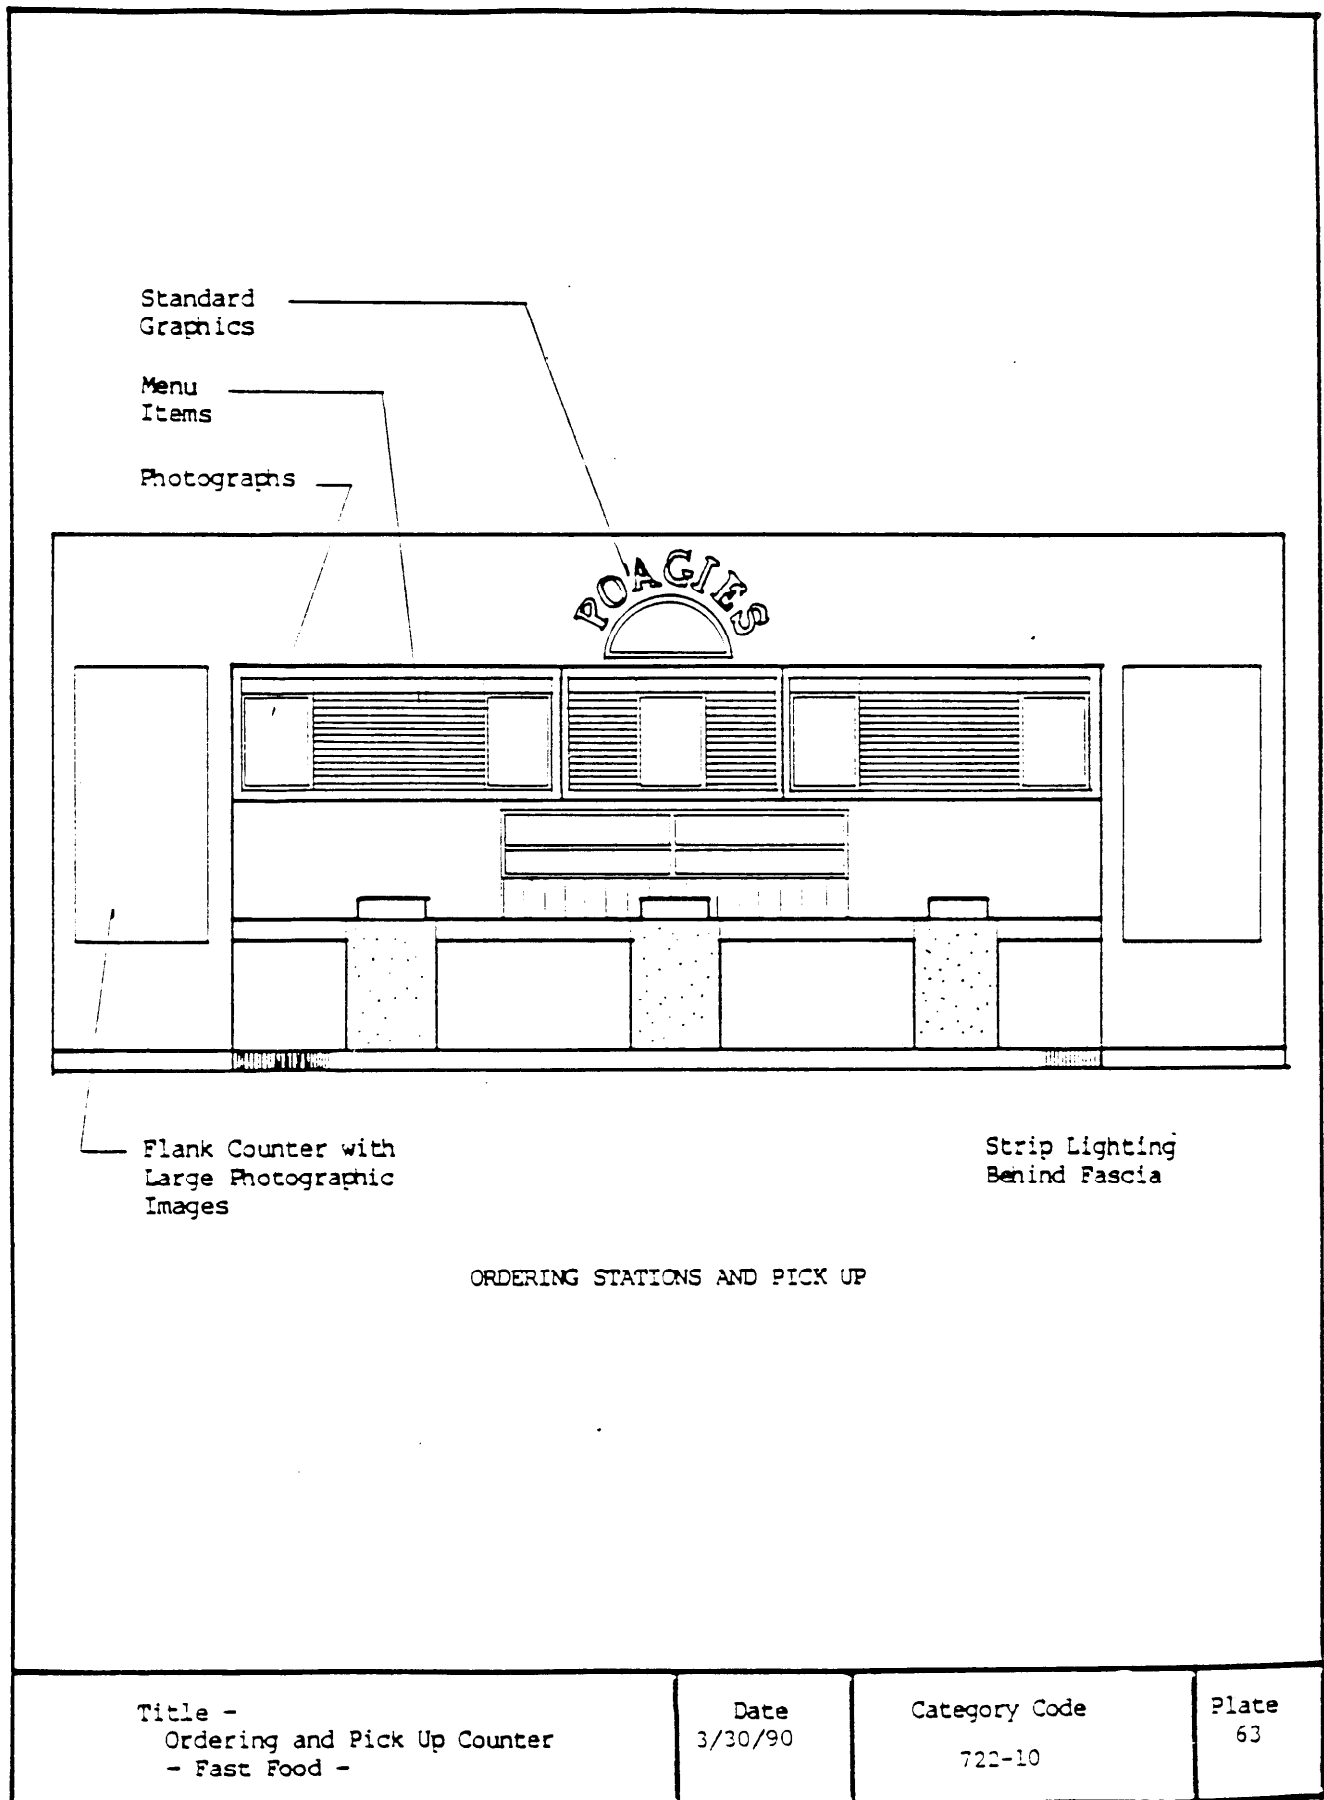 Standard
Graphics
Menu
Items
Photographs
POAGIES
Flank Counter with
Large Photographic
Images
Strip Lighting
Behind Fascia
ORDERING STATIONS AND PICK UP
Title -
Ordering and Pick Up Counter
- Fast Food -
Date
3/30/90
Category Code
722-10
Plate
63